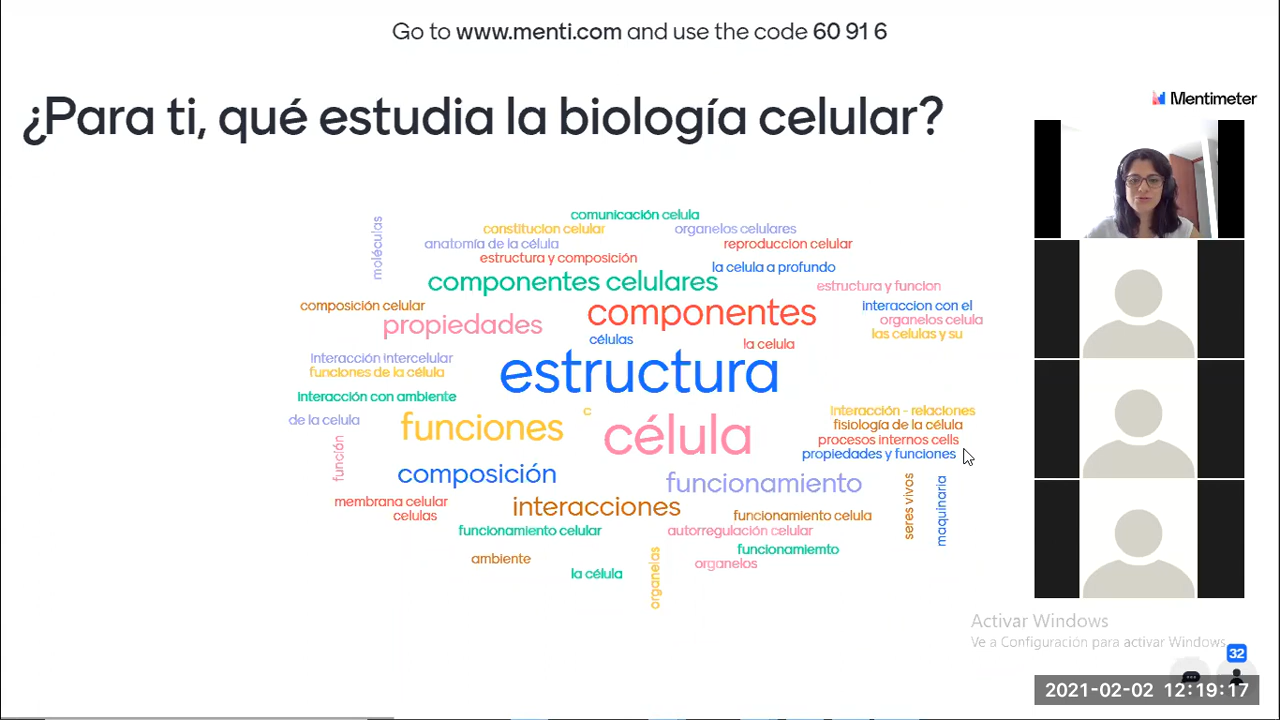 Go to www.menti.com and use the code 60 91 6
Mentimeter
¿Para ti, qué estudia la biología celular?
comunicación celula
moléculas
constitucion celular
organelos celulares
anatomía de la célula
reproduccion celular
estructura y composición
la celula a profundo
componentes celulares
estructura y funcion
composición celular
componentes
interaccion con el
propiedades
organelos celula
células
la celula
las celulas y su
Interacción intercelular
estructura
funciones de la célula
Interacción con ambiente
c
Interacción - relaciones
de la celula
funciones
célula
fisiología de la célula
función
procesos internos cells
propiedades y funciones
composición
funcionamiento
seres vivos
maquinaria
membrana celular
interacciones
celulas
funcionamiento celula
funcionamiento celular
autorregulación celular
funcionamiemto
ambiente
organelos
la célula
organelas
Activar Windows
Ve a Configuración para activar Windows.
32
2021-02-02 12:19:17